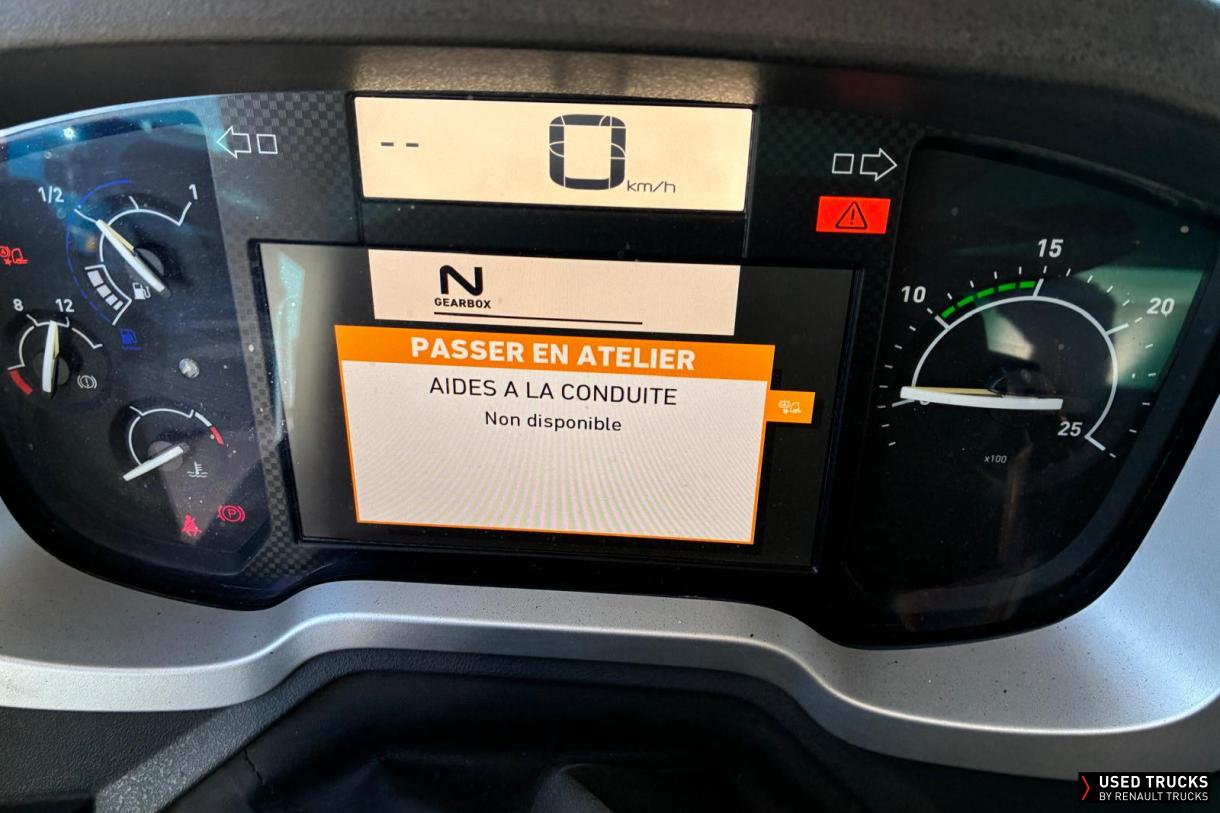 -- 0 km/h
1/2 1
8 12
N
GEARBOX
PASSER EN ATELIER
AIDES A LA CONDUITE
Non disponible
P
10 15 20 25
x100
USED TRUCKS
BY RENAULT TRUCKS